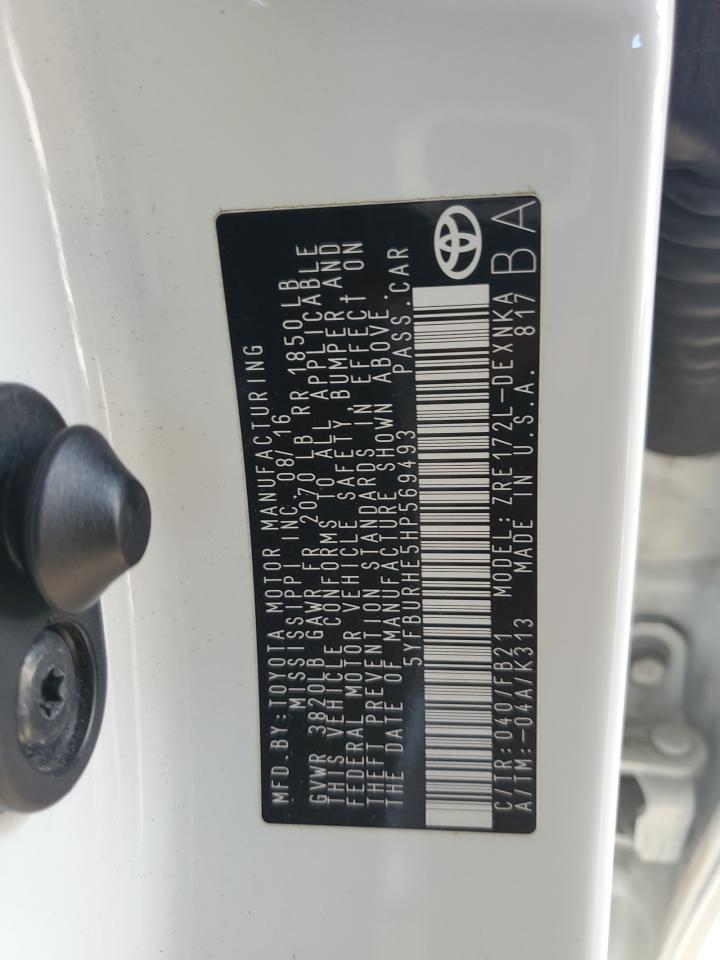 MFD. BY: TOYOTA MOTOR MANUFACTURING
MISSISSIPPI INC. 08/16
GVWR 3820LB GAWR FR 2070 LB RR 1850LB
THIS VEHICLE CONFORMS TO ALL APPLICABLE
FEDERAL MOTOR VEHICLE SAFETY, BUMPER, AND
THEFT PREVENTION STANDARDS IN EFFECT ON
THE DATE OF MANUFACTURE SHOWN ABOVE.
5YFBURHE5HP569493 PASS. CAR
C/TR: 040/FB21 MODEL: ZRE172L-DEXNKA
A/TM:-04A/K313 MADE IN U.S.A. 817
BA